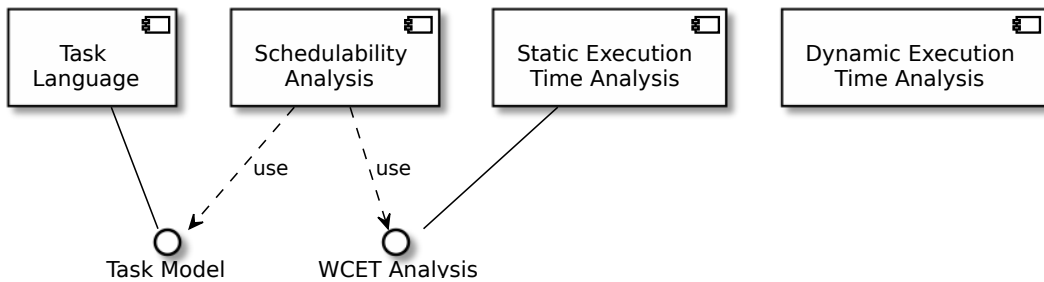 Task
Language
Schedulability
Analysis
Static Execution
Time Analysis
Dynamic Execution
Time Analysis
use
use
Task Model
WCET Analysis